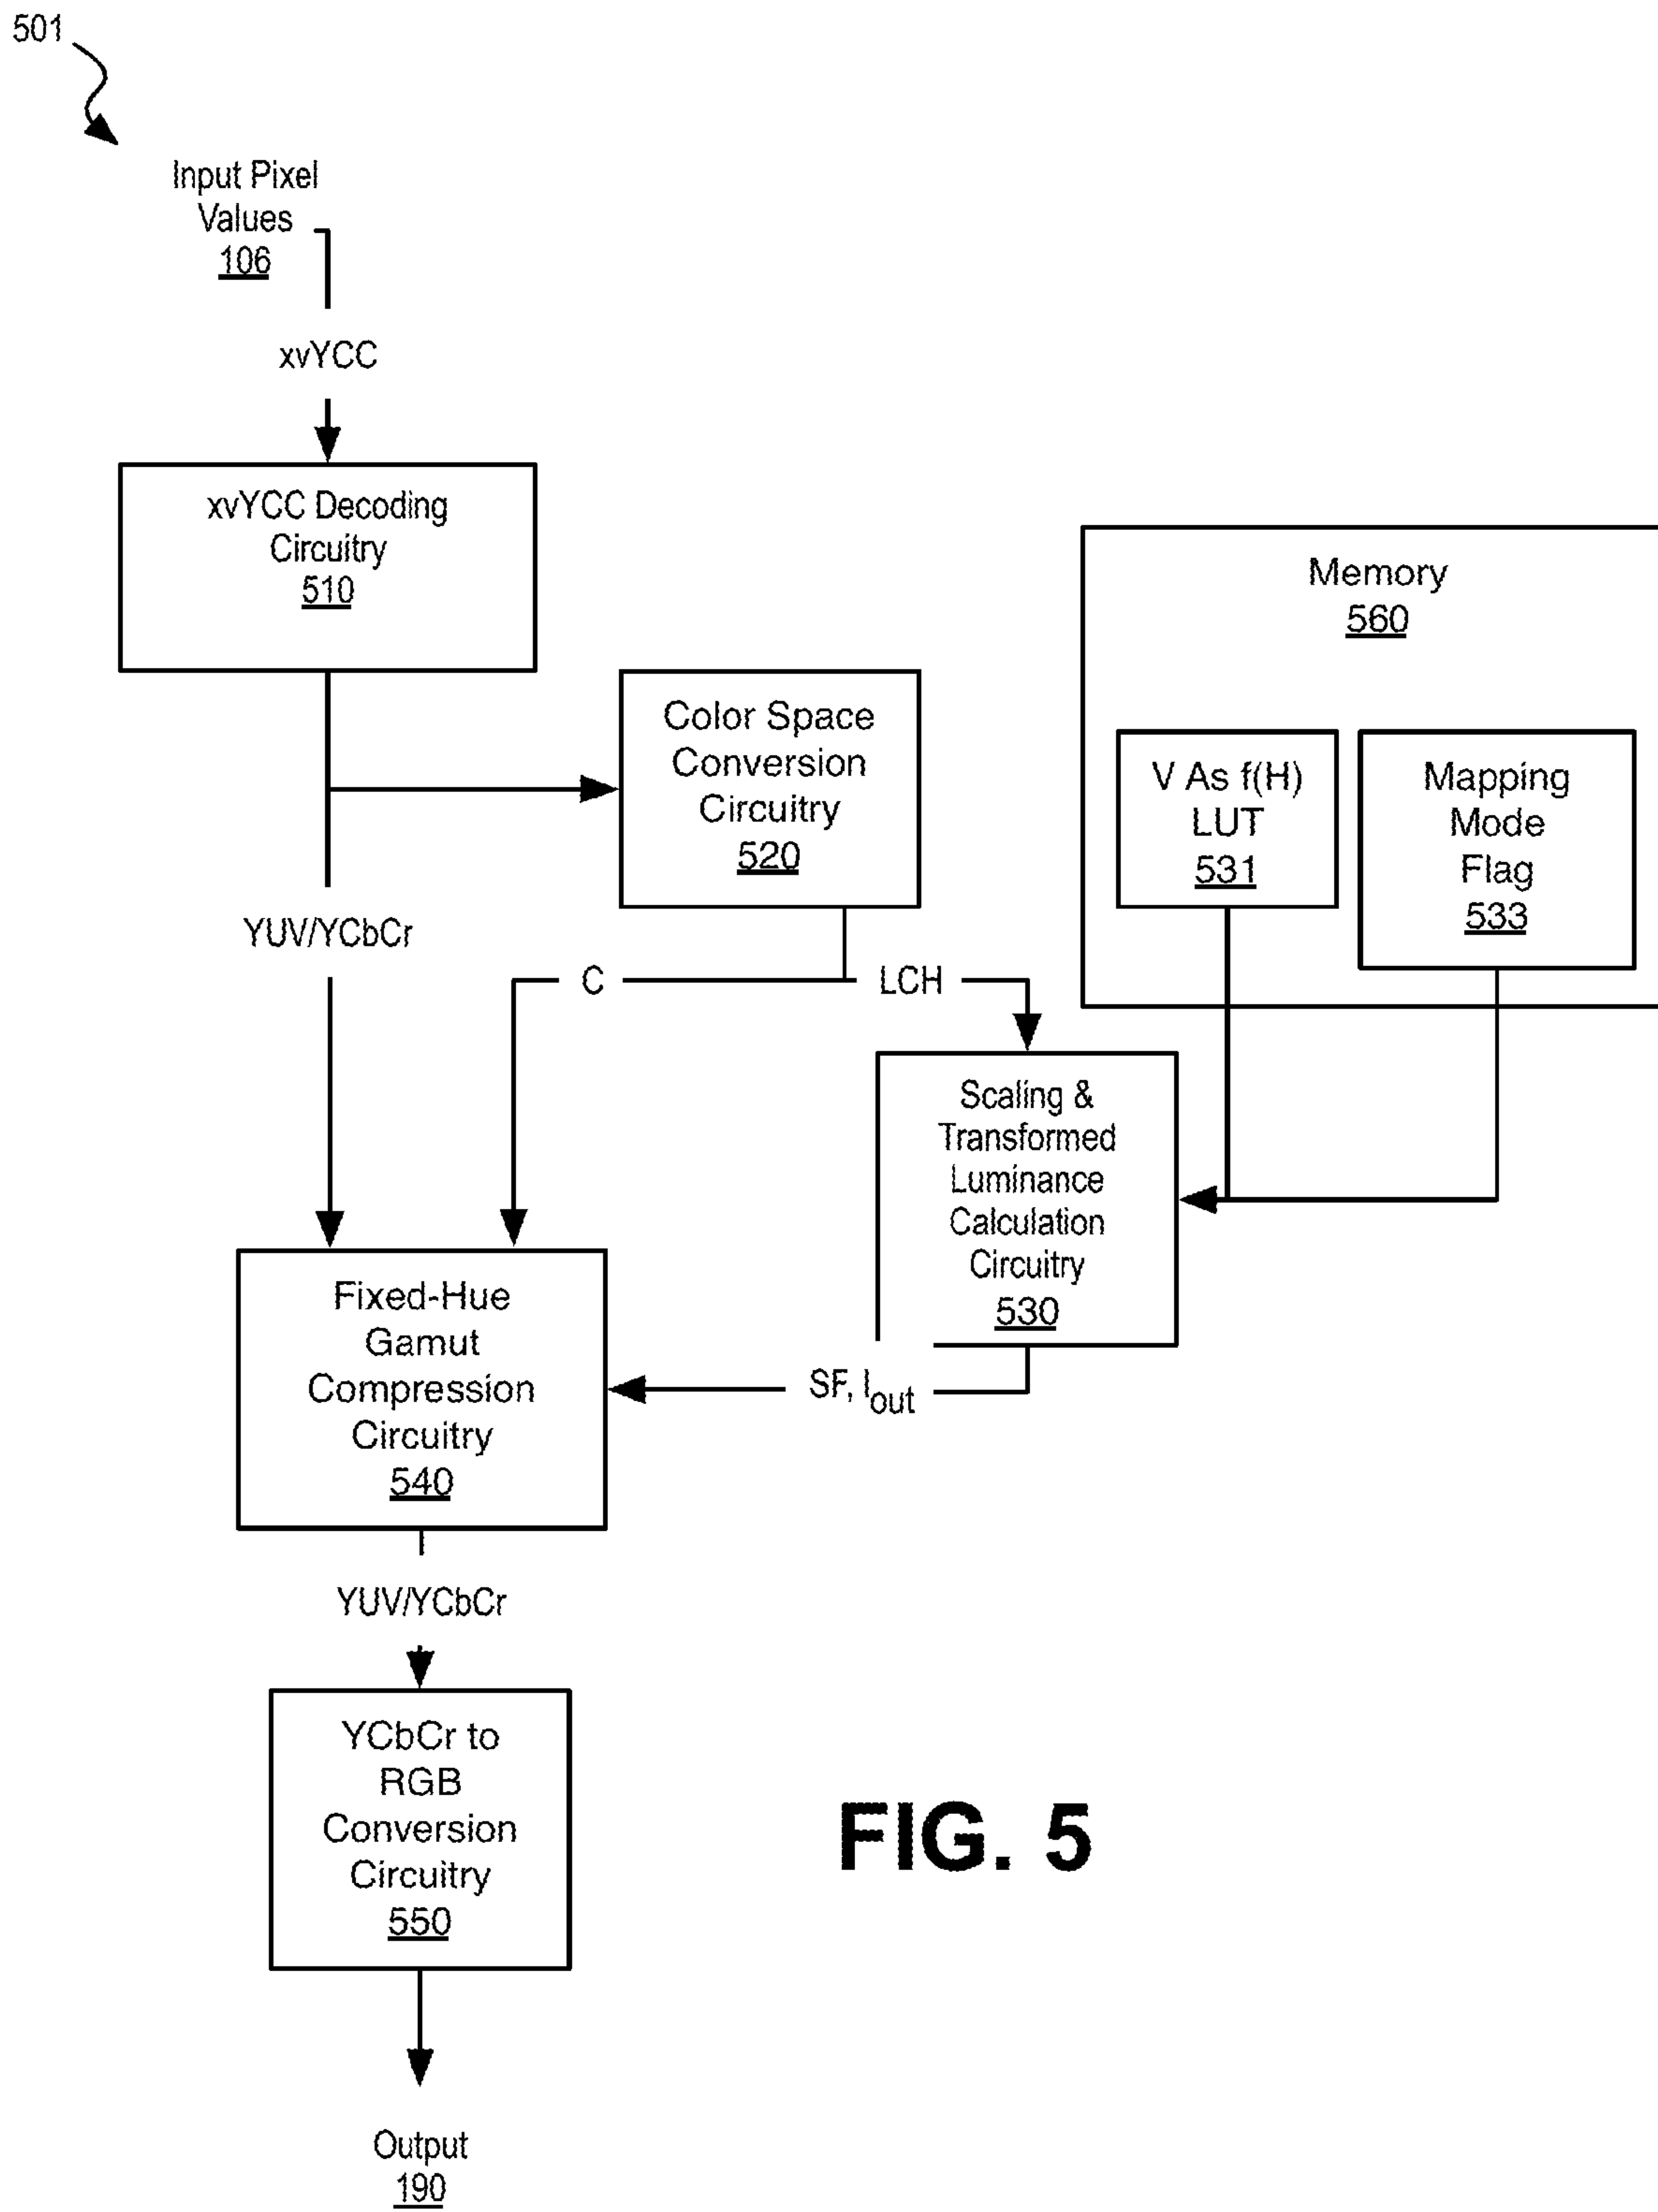 501
Input Pixel
Values
106
xvYCC
xvYCC Decoding
Circuitry
510
Color Space
Conversion
Circuitry
520
Memory
560
V As f(H)
LUT
531
Mapping
Mode
Flag
533
YUV/YCbCr
C
LCH
Scaling &
Transformed
Luminance
Calculation
Circuitry
530
Fixed-Hue
Gamut
Compression
Circuitry
540
SF, lout
YUV/YCbCr
YCbCr to
RGB
Conversion
Circuitry
550
FIG. 5
Output
190